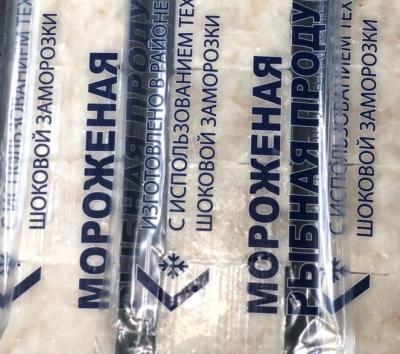 С ИСПОЛЬЗОВАНИЕМ ТЕХ
ШОКОВОЙ ЗАМОРОЗКИ
МОРОЖЕНАЯ
РЫБНАЯ ПРОДУ
ИЗГОТОВЛЕНО В РАЙОНЕ
С ИСПОЛЬЗОВАНИЕМ ТЕХ
ШОКОВОЙ ЗАМОРОЗКИ
МОРОЖЕНАЯ
РЫБНАЯ ПРОДУ
С ИСПОЛЬЗОВАНИЕМ ТЕХ
ШОКОВОЙ ЗАМОРОЗКИ